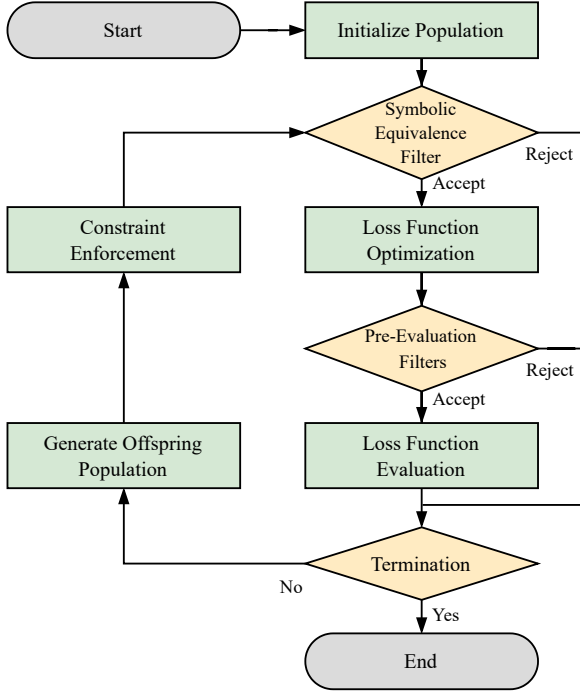 Start
Initialize Population
Symbolic
Equivalence
Filter
Reject
Accept
Constraint
Enforcement
Loss Function
Optimization
Pre-Evaluation
Filters
Reject
Accept
Generate Offspring
Population
Loss Function
Evaluation
Termination
No
Yes
End